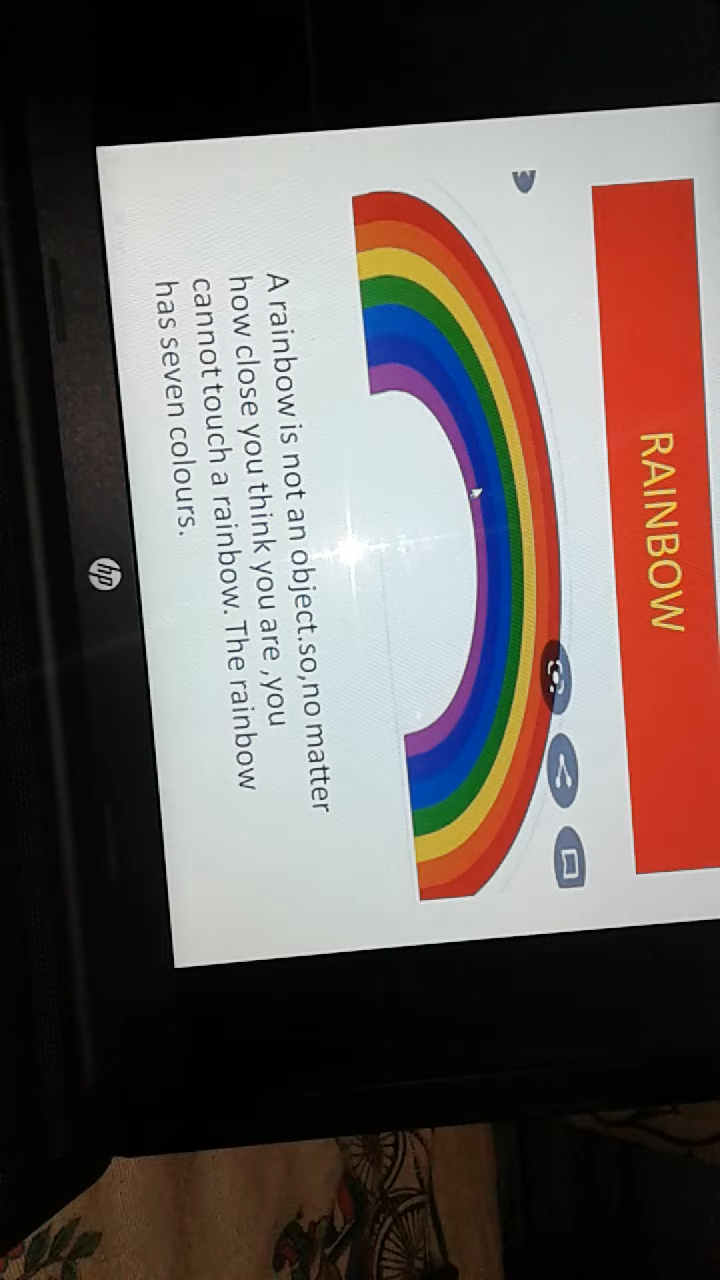 RAINBOW
A rainbow is not an object.so,no matter
how close you think you are ,you
cannot touch a rainbow. The rainbow
has seven colours.
hp